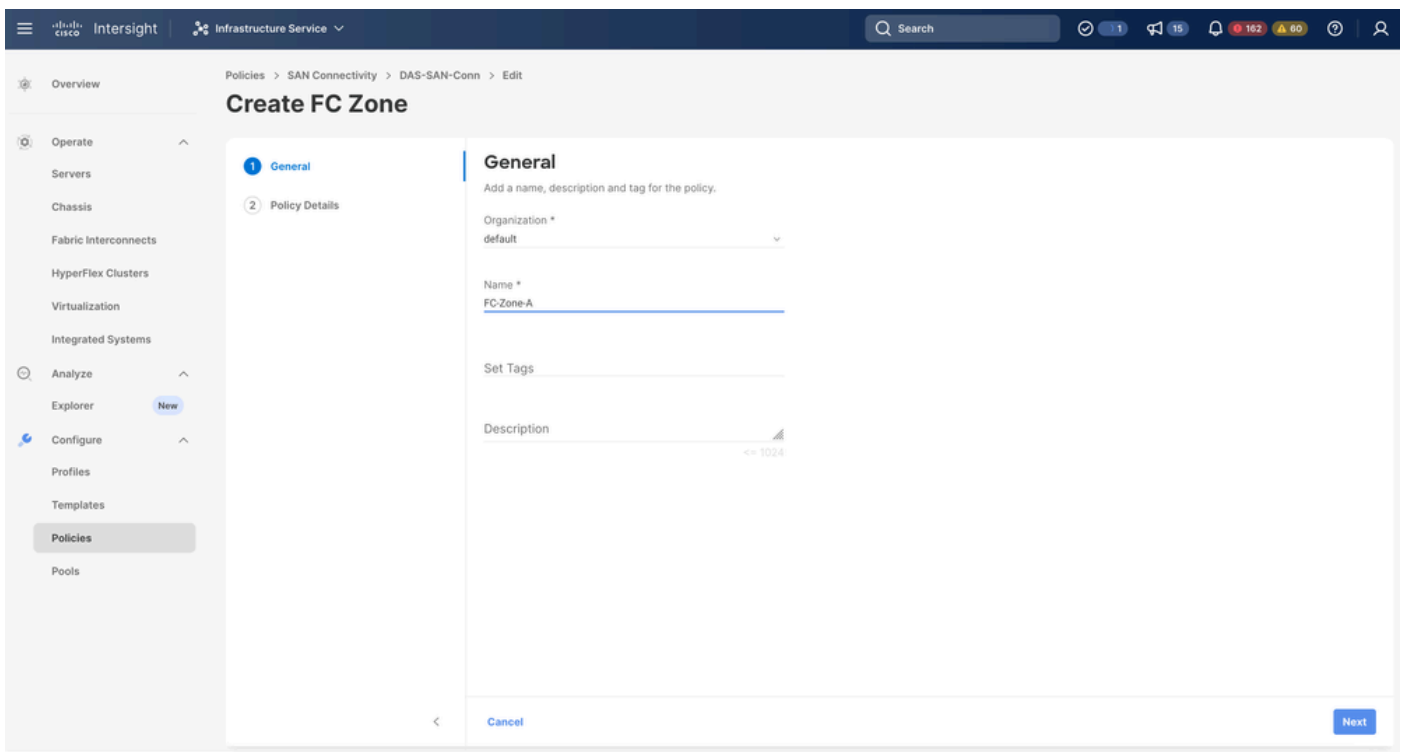 cisco Intersight
Infrastructure Service
Search
1
15
162
60
Overview
Operate
Servers
Chassis
Fabric Interconnects
HyperFlex Clusters
Virtualization
Integrated Systems
Analyze
Explorer New
Configure
Profiles
Templates
Policies
Pools
Policies > SAN Connectivity > DAS-SAN-Conn > Edit
Create FC Zone
1 General
2 Policy Details
General
Add a name, description and tag for the policy.
Organization *
default
Name *
FC-Zone-A
Set Tags
Description
<= 1024
Cancel
Next